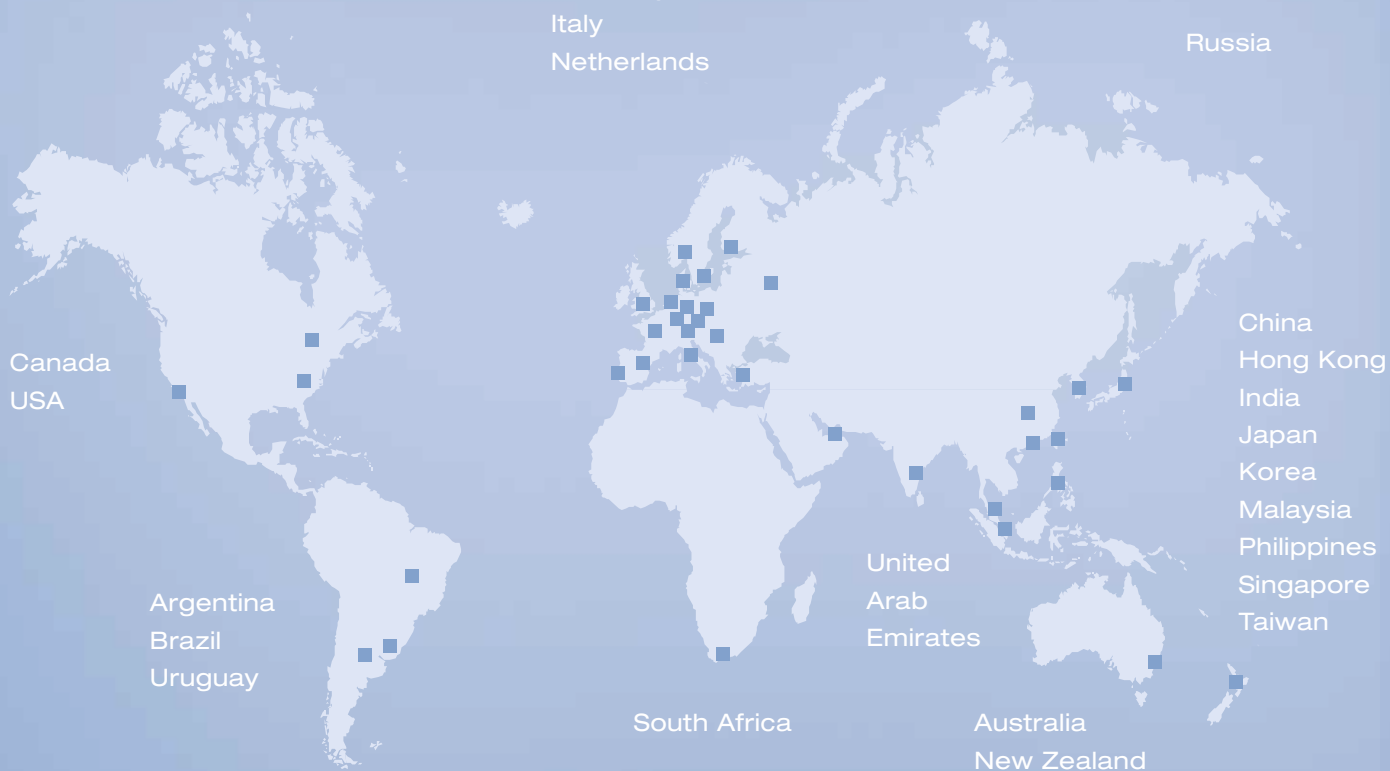 Italy
Netherlands
Russia
Canada
USA
China
Hong Kong
India
Japan
Korea
Malaysia
Philippines
Singapore
Taiwan
Argentina
Brazil
Uruguay
United
Arab
Emirates
South Africa
Australia
New Zealand